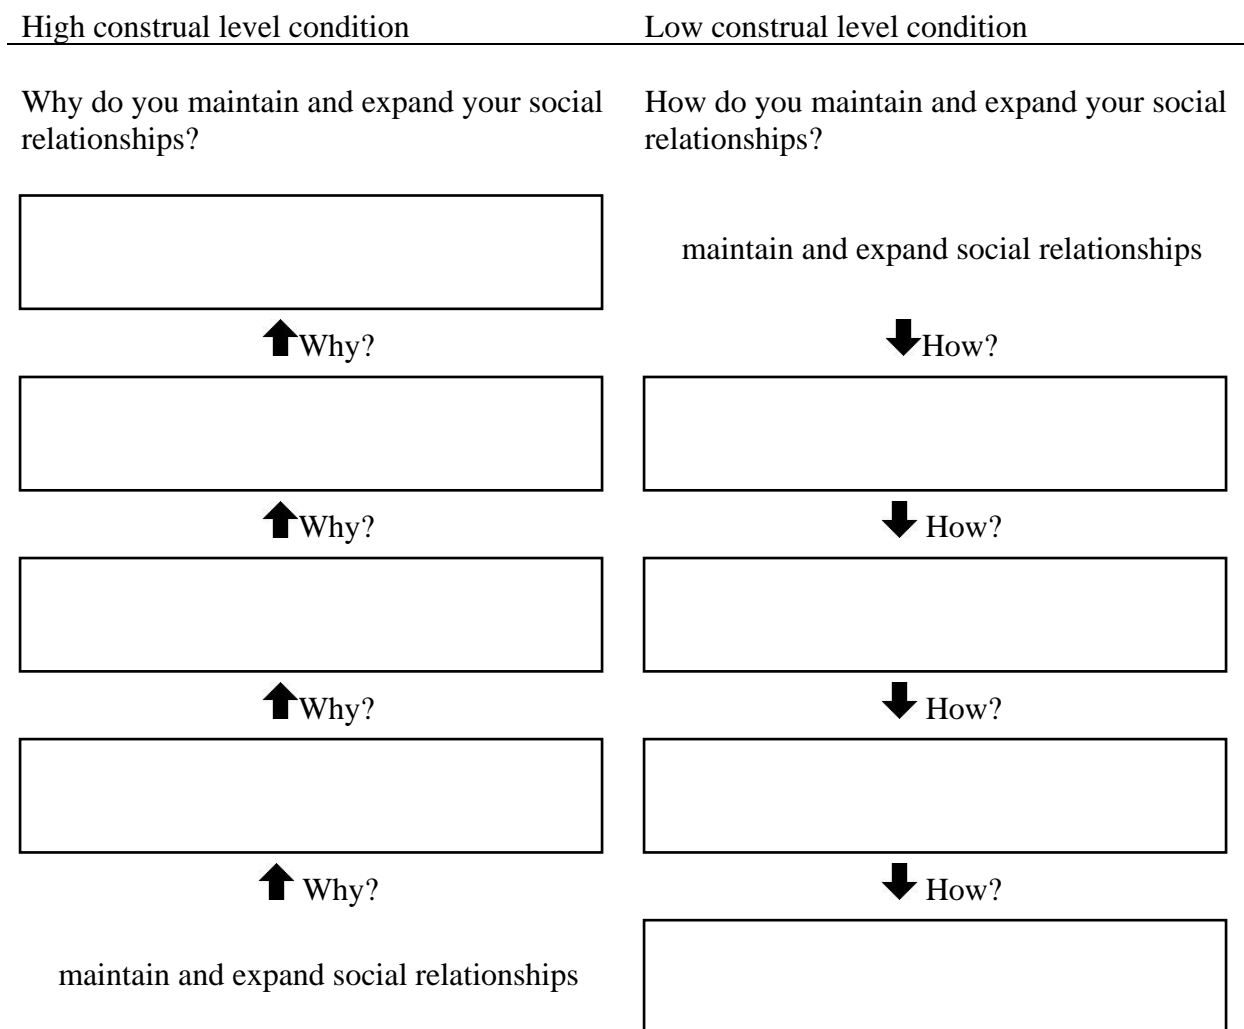 High construal level condition
Low construal level condition
Why do you maintain and expand your social
relationships?
How do you maintain and expand your social
relationships?
Why?
Why?
Why?
Why?
maintain and expand social relationships
maintain and expand social relationships
How?
How?
How?
How?